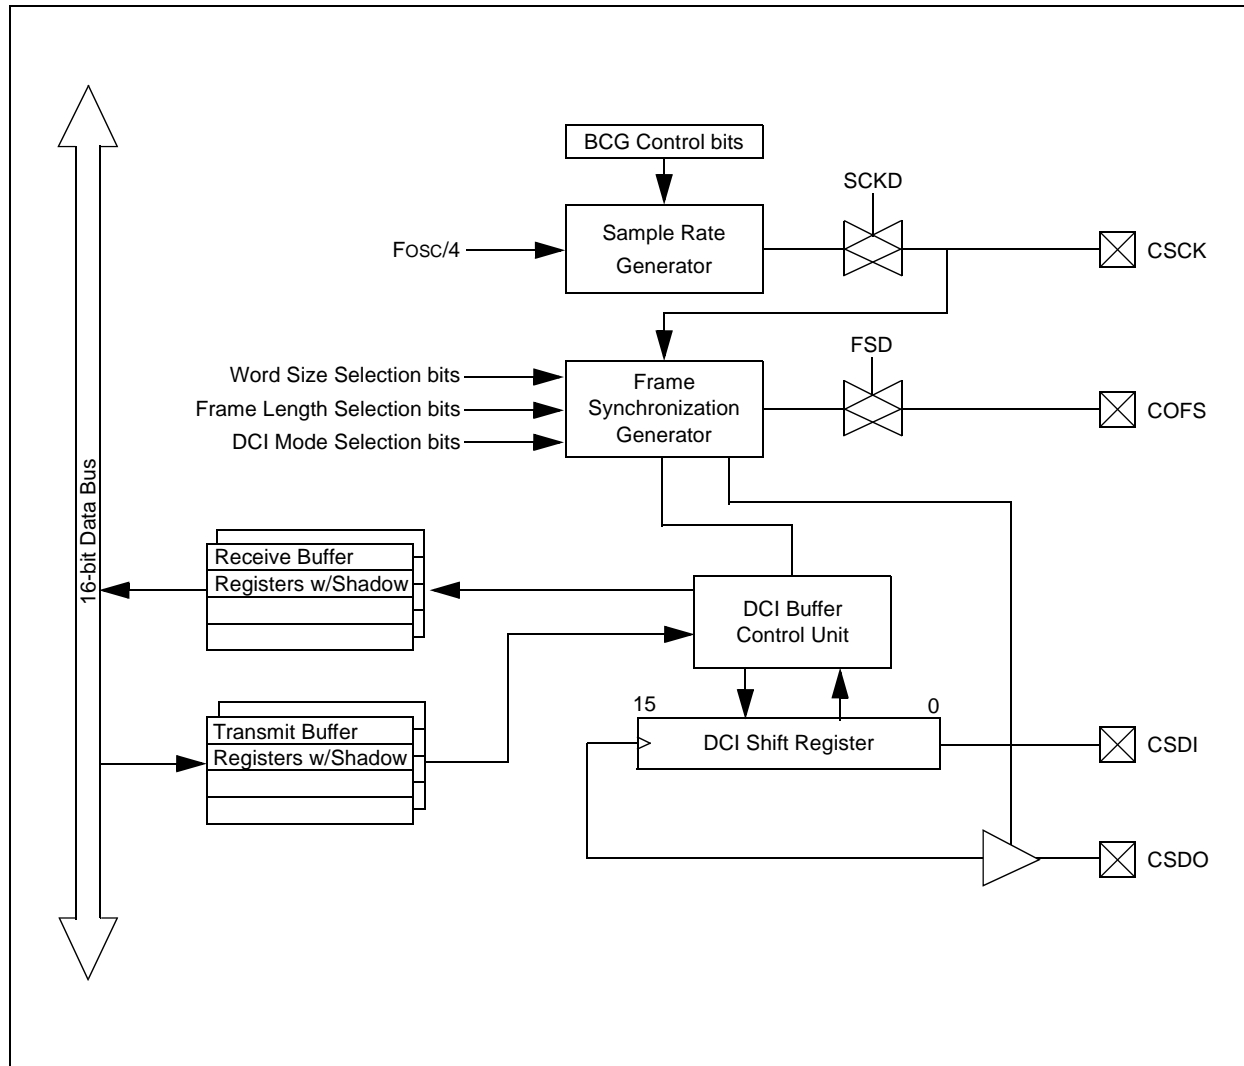 BCG Control bits
SCKD
Sample Rate
Generator
FOSC/4
CSCK
FSD
Word Size Selection bits
Frame Length Selection bits
DCI Mode Selection bits
Frame
Synchronization
Generator
COFS
16-bit Data Bus
Receive Buffer
Registers w/Shadow
DCI Buffer
Control Unit
15
0
Transmit Buffer
Registers w/Shadow
DCI Shift Register
CSDI
CSDO